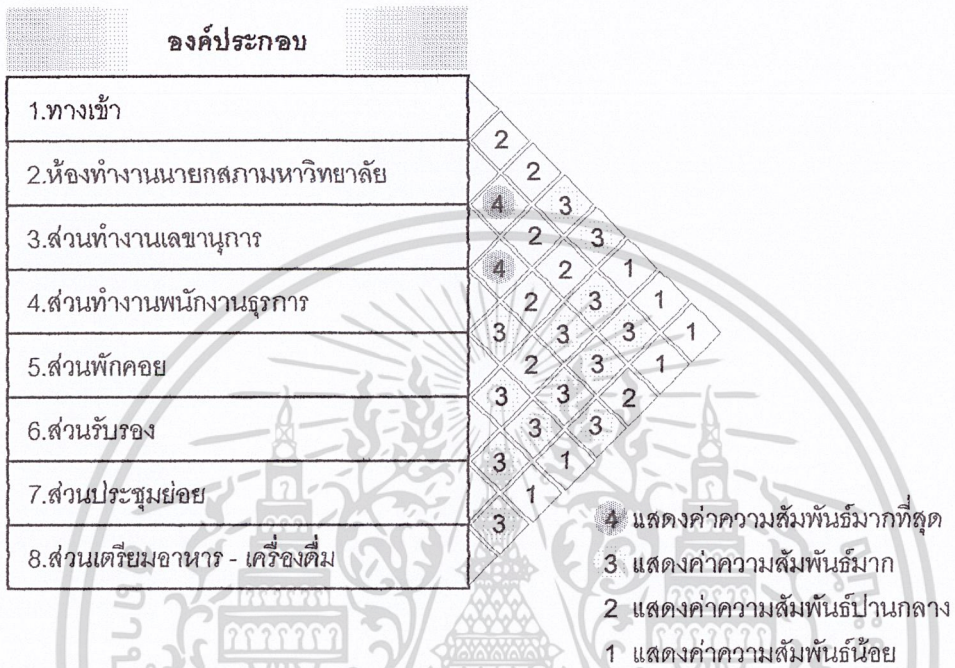 องค์ประกอบ
1.ทางเข้า
2
2.ห้องทำงานนายกสภามหาวิทยาลัย 2
4 3
3.ส่วนทำงานเลขานุการ 2 3
4 2 1
4.ส่วนทำงานพนักงานธุรการ 2 3 1
3 3 3 1
5.ส่วนพักคอย 2 3 1
3 3 2
6.ส่วนรับรอง 3 3
3 1
7.ส่วนประชุมย่อย 1
3
8.ส่วนเตรียมอาหาร - เครื่องดื่ม
4 แสดงค่าความสัมพันธ์มากที่สุด
3 แสดงค่าความสัมพันธ์มาก
2 แสดงค่าความสัมพันธ์ปานกลาง
1 แสดงค่าความสัมพันธ์น้อย